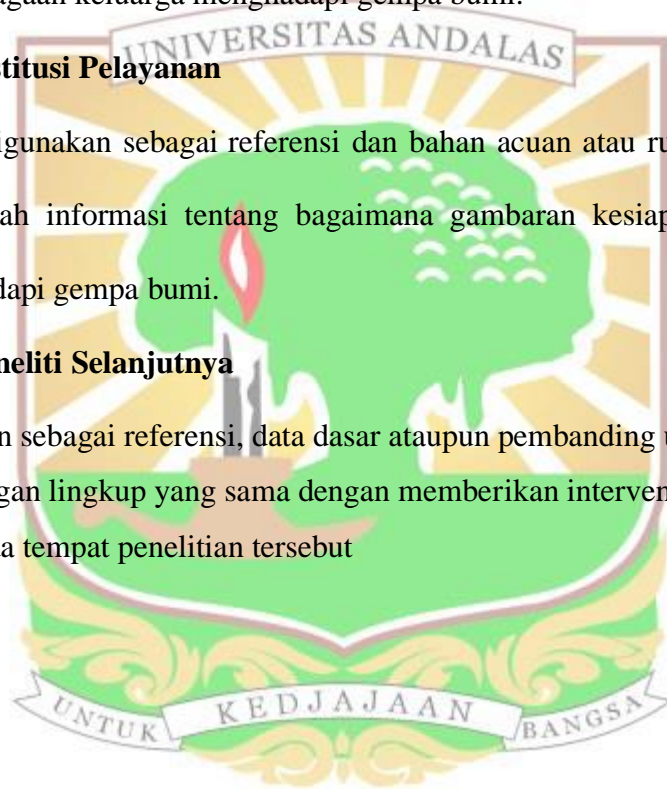 agaan keluarga menghadapi gempa bumi.
UNIVERSITAS ANDALAS
stitusi Pelayanan
igunakan sebagai referensi dan bahan acuan atau ru
ah informasi tentang bagaimana gambaran kesiap
dapi gempa bumi.
neliti Selanjutnya
n sebagai referensi, data dasar ataupun pembanding u
gan lingkup yang sama dengan memberikan interven
a tempat penelitian tersebut
UNTUK KEDJAJAAN BANGSA